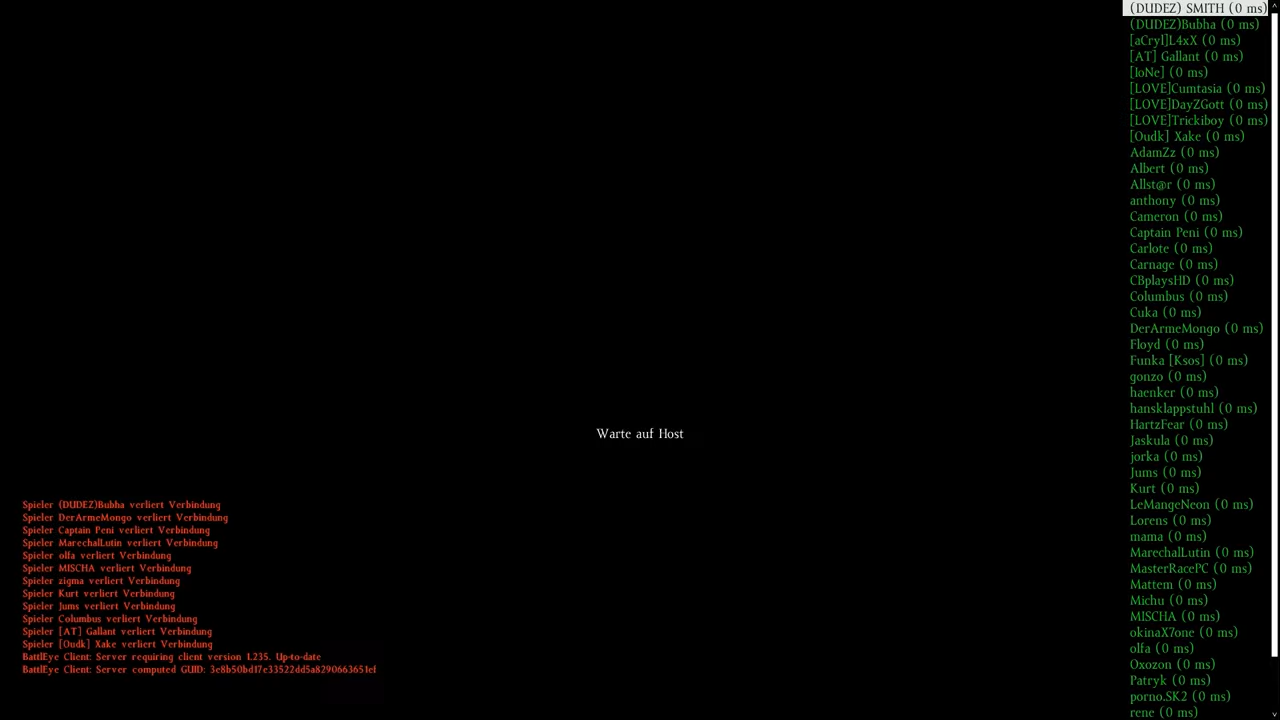 (DUDEZ) SMITH (0 ms)
(DUDEZ)Bubha (0 ms)
[aCryl]L4xX (0 ms)
[AT] Gallant (0 ms)
[IoNe] (0 ms)
[LOVE]Cumtasia (0 ms)
[LOVE]DayZGott (0 ms)
[LOVE]Trickiboy (0 ms)
[Oudk] Xake (0 ms)
AdamZz (0 ms)
Albert (0 ms)
Allst@r (0 ms)
anthony (0 ms)
Cameron (0 ms)
Captain Peni (0 ms)
Carlote (0 ms)
Carnage (0 ms)
CBplaysHD (0 ms)
Columbus (0 ms)
Cuka (0 ms)
DerArmeMongo (0 ms)
Floyd (0 ms)
Funka [Ksos] (0 ms)
gonzo (0 ms)
haenker (0 ms)
hansklappstuhl (0 ms)
HartzFear (0 ms)
Jaskula (0 ms)
jorka (0 ms)
Jums (0 ms)
Kurt (0 ms)
LeMangeNeon (0 ms)
Lorens (0 ms)
mama (0 ms)
MarechalLutin (0 ms)
MasterRacePC (0 ms)
Mattem (0 ms)
Michu (0 ms)
MISCHA (0 ms)
okinaX7one (0 ms)
olfa (0 ms)
Oxozon (0 ms)
Patryk (0 ms)
porno.SK2 (0 ms)
rene (0 ms)
Warte auf Host
Spieler (DUDEZ)Bubha verliert Verbindung
Spieler DerArmeMongo verliert Verbindung
Spieler Captain Peni verliert Verbindung
Spieler MarechalLutin verliert Verbindung
Spieler olfa verliert Verbindung
Spieler MISCHA verliert Verbindung
Spieler zigma verliert Verbindung
Spieler Kurt verliert Verbindung
Spieler Jums verliert Verbindung
Spieler Columbus verliert Verbindung
Spieler [AT] Gallant verliert Verbindung
Spieler [Oudk] Xake verliert Verbindung
BattlEye Client: Server requiring client version 1.235. Up-to-date
BattlEye Client: Server computed GUID: 3e8b50bd17e33522dd5a8290663651ef